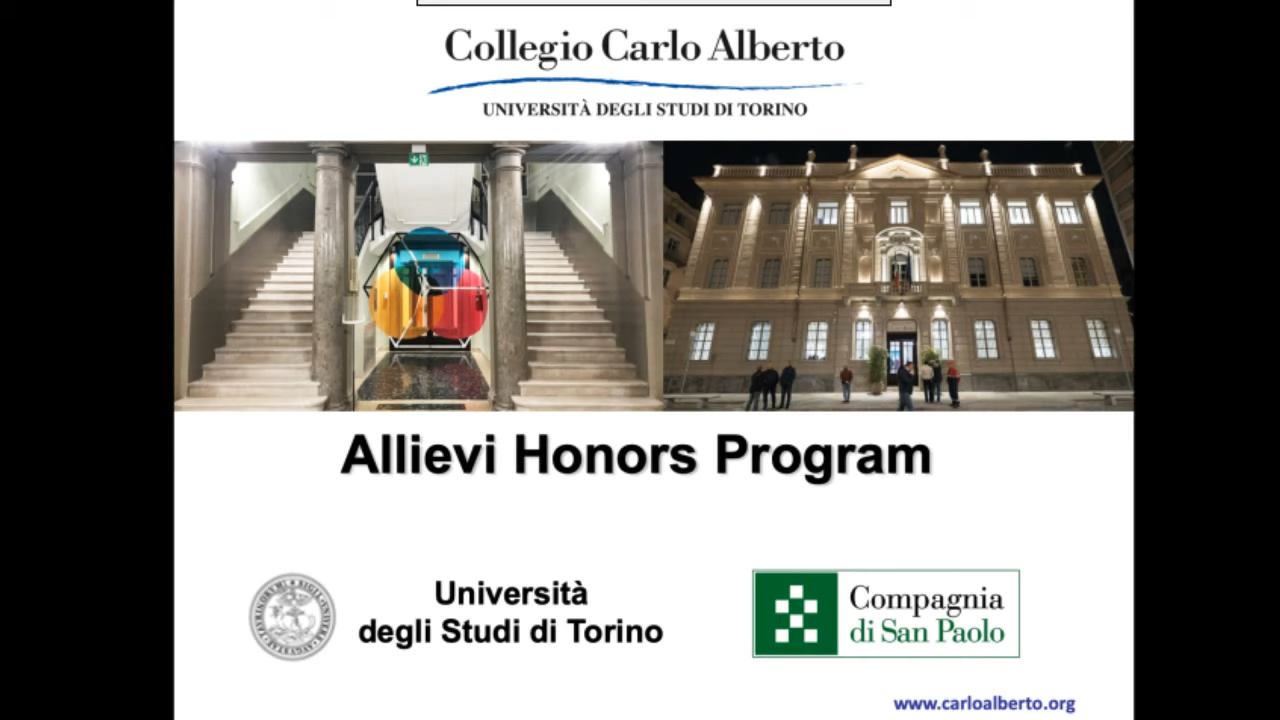 Collegio Carlo Alberto
UNIVERSITÀ DEGLI STUDI DI TORINO
Allievi Honors Program
Università
degli Studi di Torino
Compagnia
di San Paolo
www.carloalberto.org